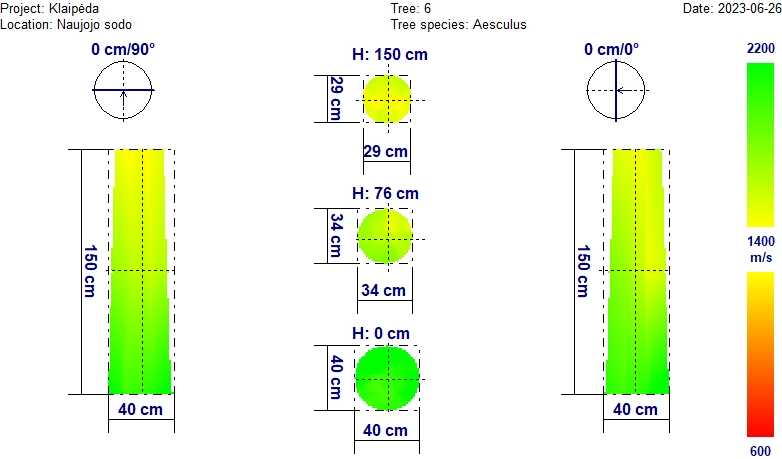 Project: Klaipėda
Tree: 6
Date: 2023-06-26
Location: Naujojo sodo
Tree species: Aesculus
0 cm/90°
H: 150 cm
0 cm/0°
2200
29 cm
29 cm
H: 76 cm
34 cm
34 cm
150 cm
150 cm
1400
m/s
H: 0 cm
40 cm
40 cm
40 cm
40 cm
600